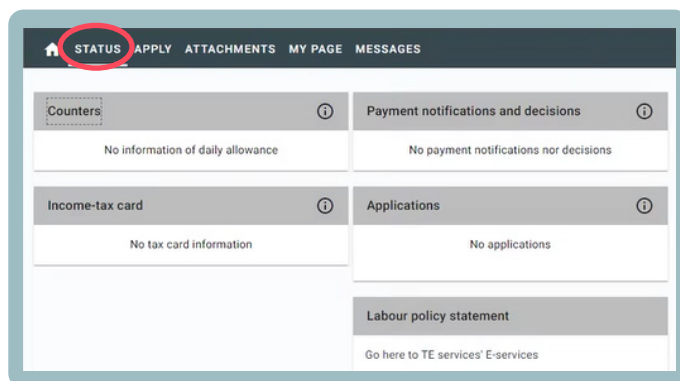 STATUS APPLY ATTACHMENTS MY PAGE MESSAGES
Counters
No information of daily allowance
Payment notifications and decisions
No payment notifications nor decisions
Income-tax card
No tax card information
Applications
No applications
Labour policy statement
Go here to TE services' E-services